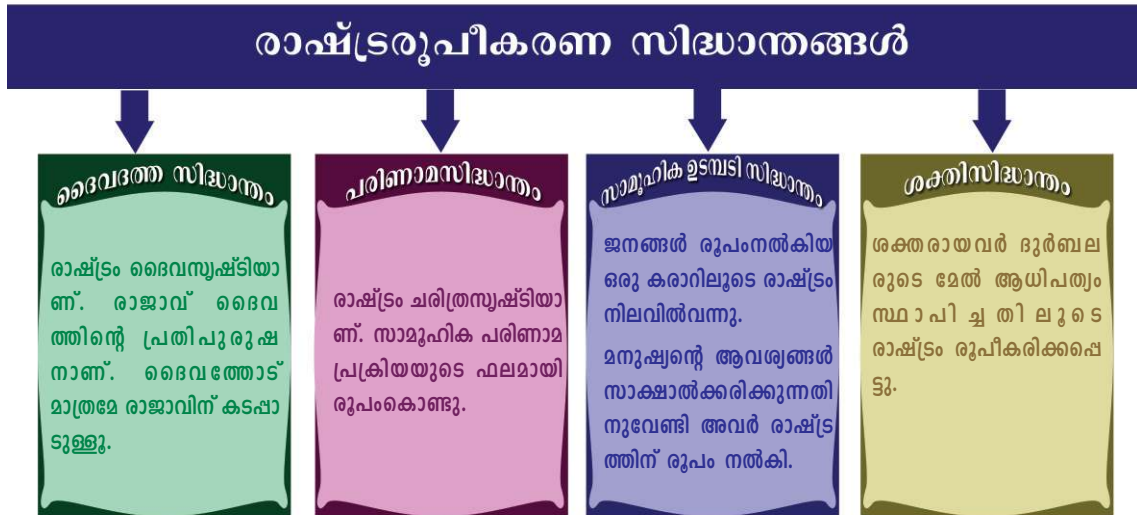 രാഷ്ട്രരൂപീകരണ സിദ്ധാന്തങ്ങൾ
ദൈവദത്ത സിദ്ധാന്തം
രാഷ്ട്രം ദൈവസൃഷ്ടിയാ
ണ്. രാജാവ് ദൈവ
ത്തിന്റെ പ്രതിപുരുഷ
നാണ്. ദൈവത്തോട്
മാത്രമേ രാജാവിന് കടപ്പാ
ടുള്ളൂ.
പരിണാമസിദ്ധാന്തം
രാഷ്ട്രം ചരിത്രസൃഷ്ടിയാ
ണ്. സാമൂഹിക പരിണാമ
പ്രക്രിയയുടെ ഫലമായി
രൂപംകൊണ്ടു.
സാമൂഹിക ഉടമ്പടി സിദ്ധാന്തം
ജനങ്ങൾ രൂപംനൽകിയ
ഒരു കരാറിലൂടെ രാഷ്ട്രം
നിലവിൽവന്നു.
മനുഷ്യന്റെ ആവശ്യങ്ങൾ
സാക്ഷാൽക്കരിക്കുന്നതി
നുവേണ്ടി അവർ രാഷ്ട്ര
ത്തിന് രൂപം നൽകി.
ശക്തിസിദ്ധാന്തം
ശക്തരായവർ ദുർബല
രുടെ മേൽ ആധിപത്യം
സ്ഥാപിച്ചതിലൂടെ
രാഷ്ട്രം രൂപീകരിക്കപ്പെ
ട്ടു.